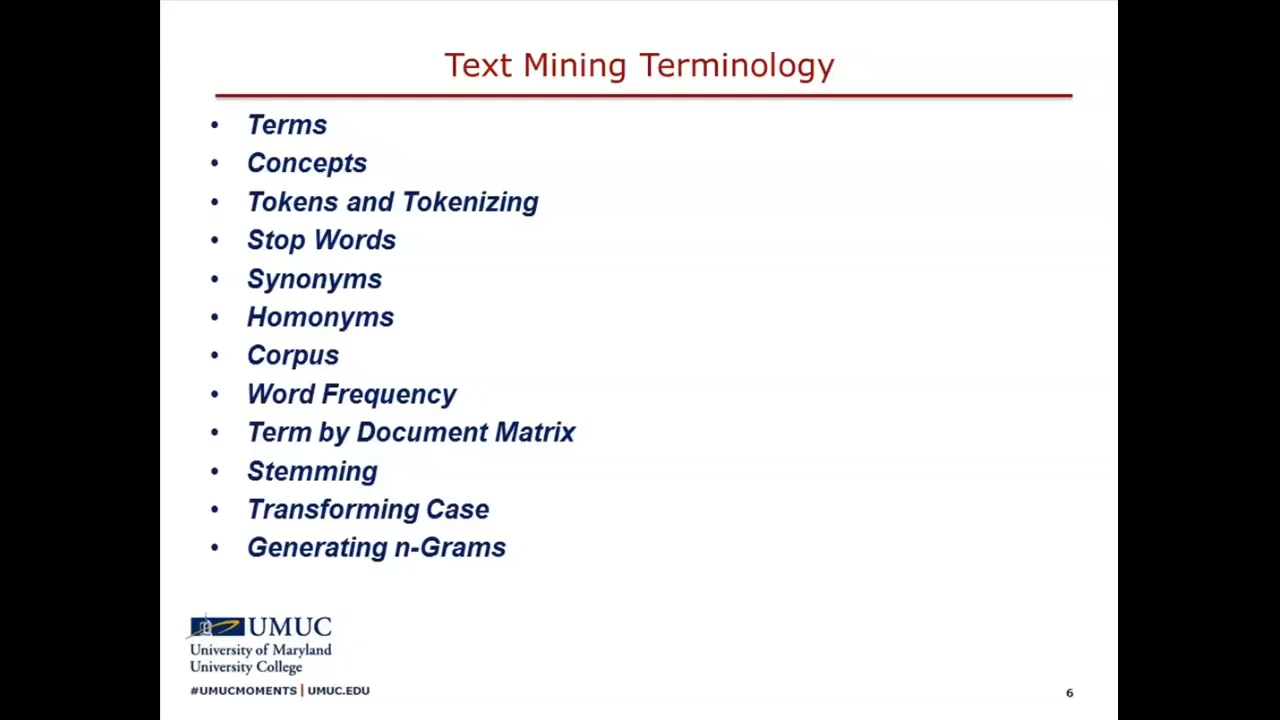 Text Mining Terminology
• Terms
• Concepts
• Tokens and Tokenizing
• Stop Words
• Synonyms
• Homonyms
• Corpus
• Word Frequency
• Term by Document Matrix
• Stemming
• Transforming Case
• Generating n-Grams
UMUC
University of Maryland
University College
#UMUCMOMENTS | UMUC.EDU
6